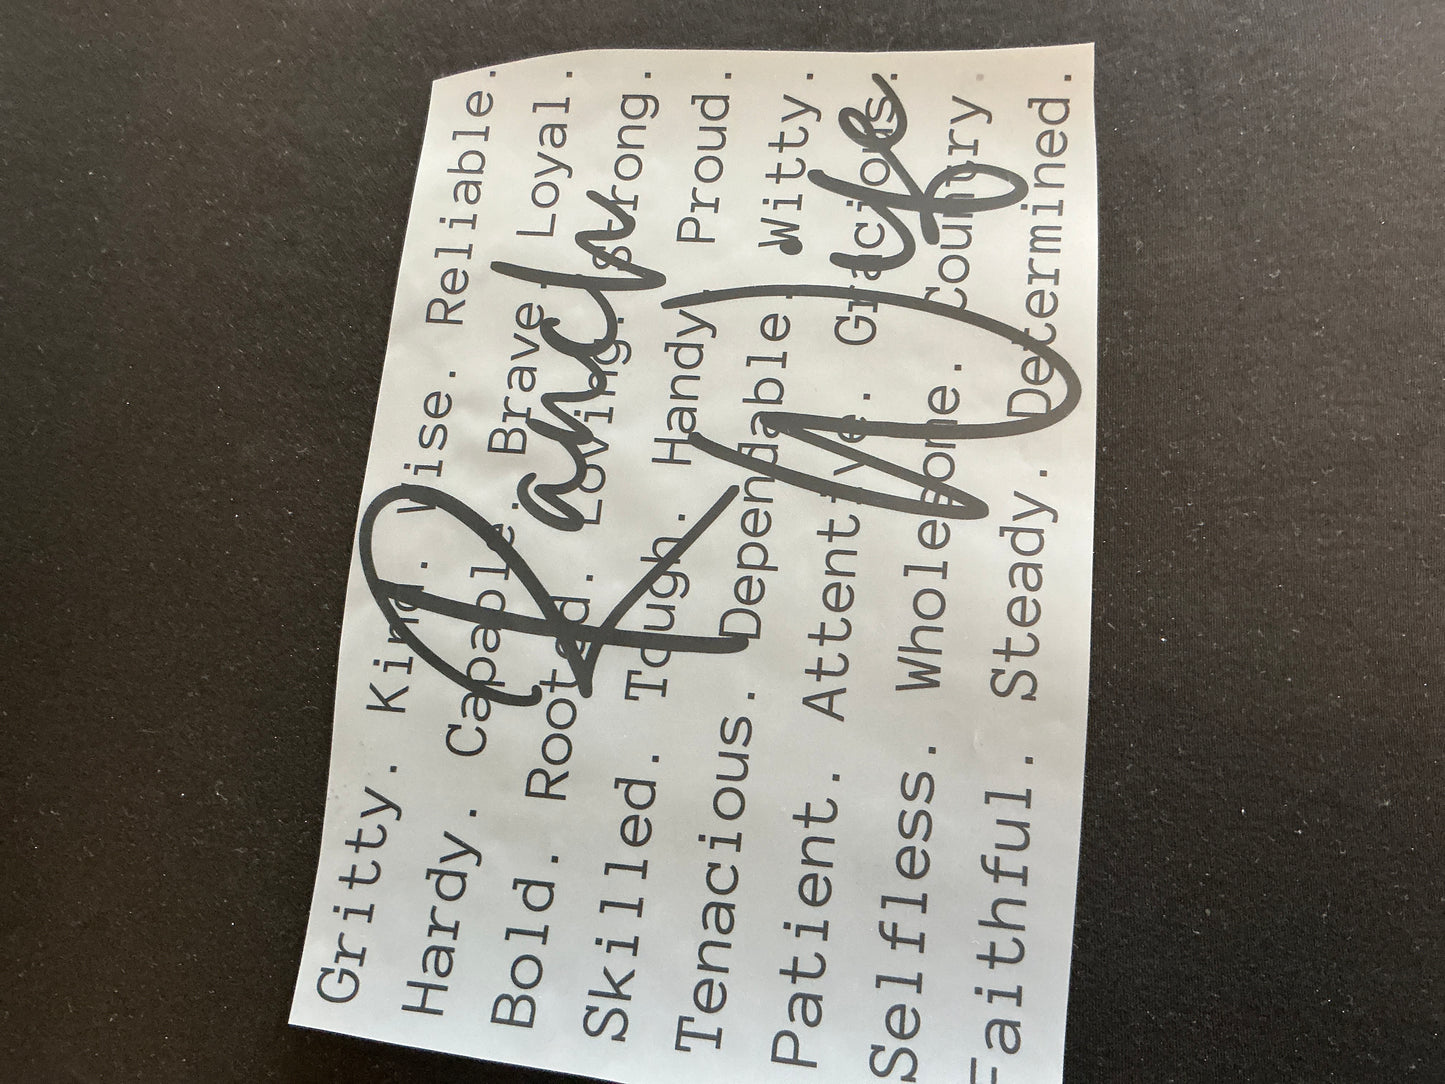 Gritty. Kind. Wise. Reliable.
Hardy. Capable. Brave. Loyal.
Bold. Rooted. Loving. Strong.
Skilled. Tough. Handy. Proud.
Tenacious. Dependable. Witty.
Patient. Attentive. Gracious.
Selfless. Wholesome. Country.
Faithful. Steady. Determined.
Ranch
Wife